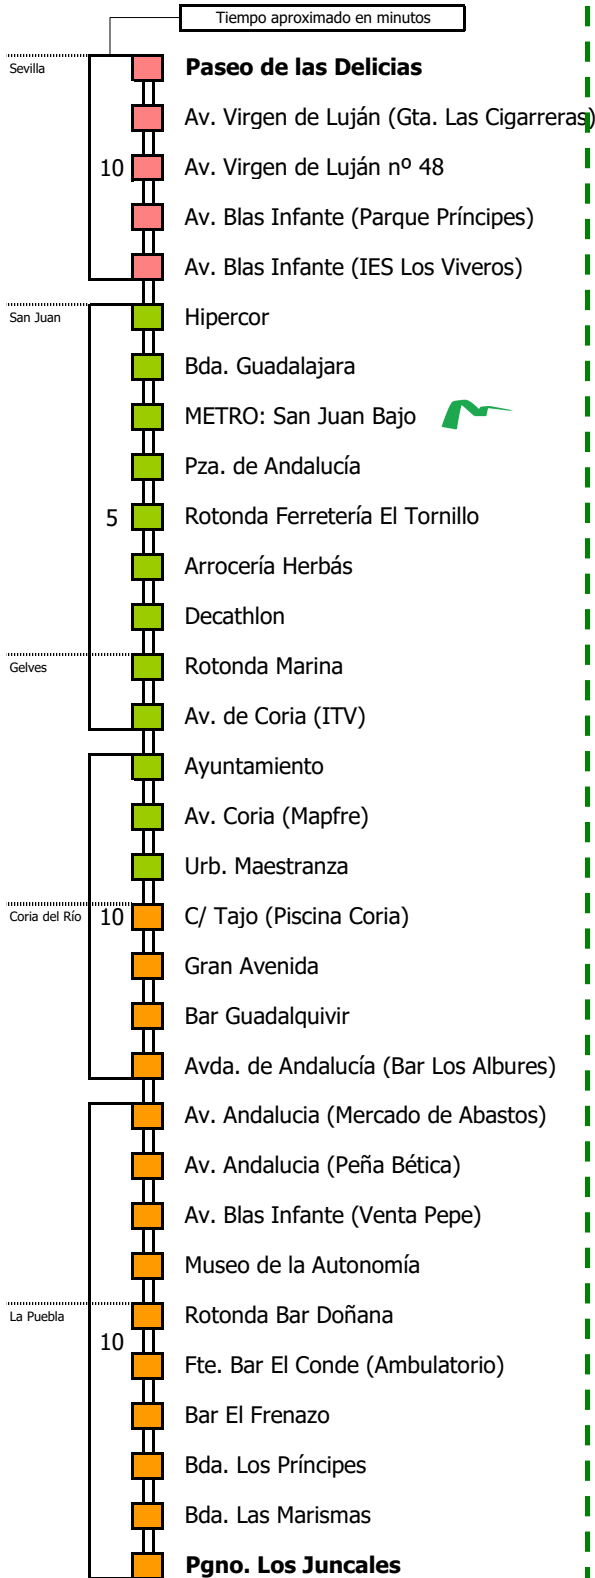 Tiempo aproximado en minutos
Sevilla
Paseo de las Delicias
Av. Virgen de Luján (Gta. Las Cigarreras)
10 Av. Virgen de Luján nº 48
Av. Blas Infante (Parque Príncipes)
Av. Blas Infante (IES Los Viveros)
San Juan
Hipercor
Bda. Guadalajara
METRO: San Juan Bajo
Pza. de Andalucía
5 Rotonda Ferretería El Tornillo
Arrocería Herbás
Decathlon
Gelves
Rotonda Marina
Av. de Coria (ITV)
Ayuntamiento
Av. Coria (Mapfre)
Urb. Maestranza
Coria del Río
10 C/ Tajo (Piscina Coria)
Gran Avenida
Bar Guadalquivir
Avda. de Andalucía (Bar Los Albures)
Av. Andalucia (Mercado de Abastos)
Av. Andalucia (Peña Bética)
Av. Blas Infante (Venta Pepe)
Museo de la Autonomía
La Puebla
Rotonda Bar Doñana
10
Fte. Bar El Conde (Ambulatorio)
Bar El Frenazo
Bda. Los Príncipes
Bda. Las Marismas
Pgno. Los Juncales